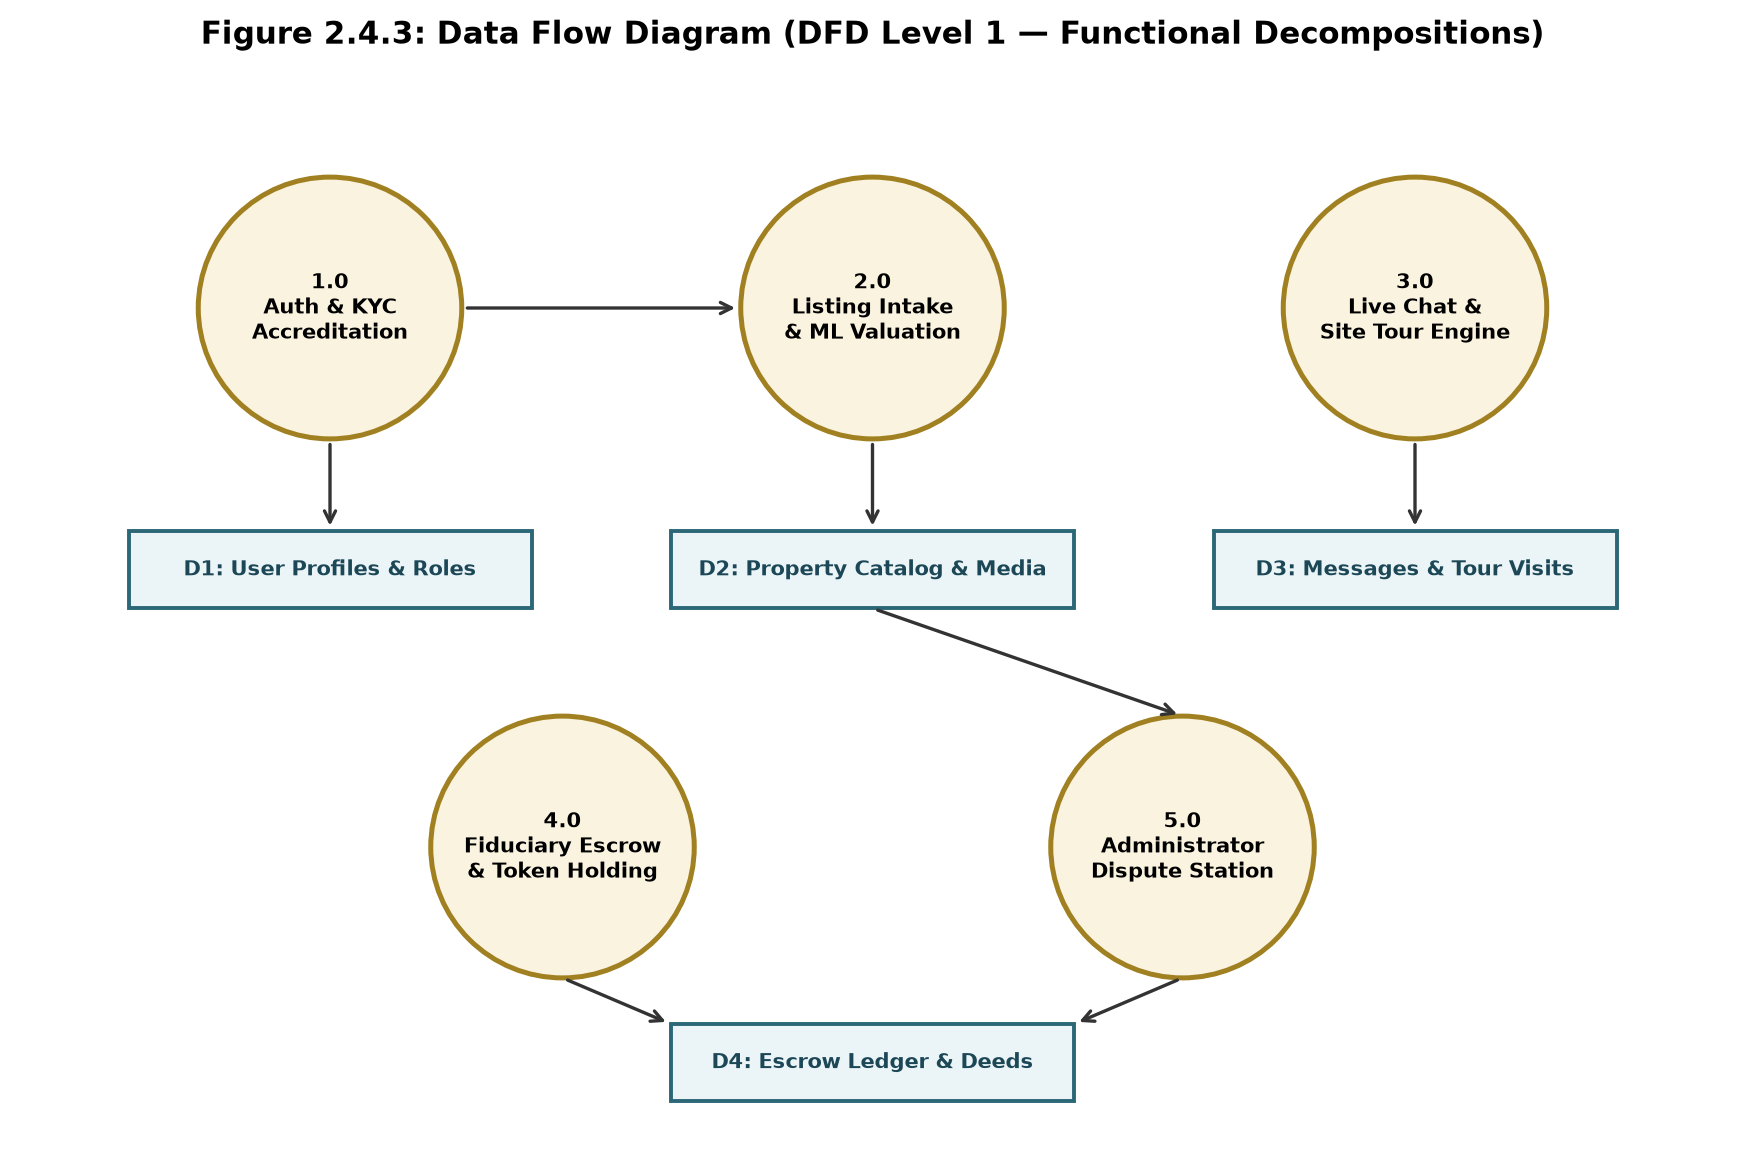 Figure 2.4.3: Data Flow Diagram (DFD Level 1 — Functional Decompositions)
1.0
Auth & KYC
Accreditation
2.0
Listing Intake
& ML Valuation
3.0
Live Chat &
Site Tour Engine
D1: User Profiles & Roles
D2: Property Catalog & Media
D3: Messages & Tour Visits
4.0
Fiduciary Escrow
& Token Holding
5.0
Administrator
Dispute Station
D4: Escrow Ledger & Deeds